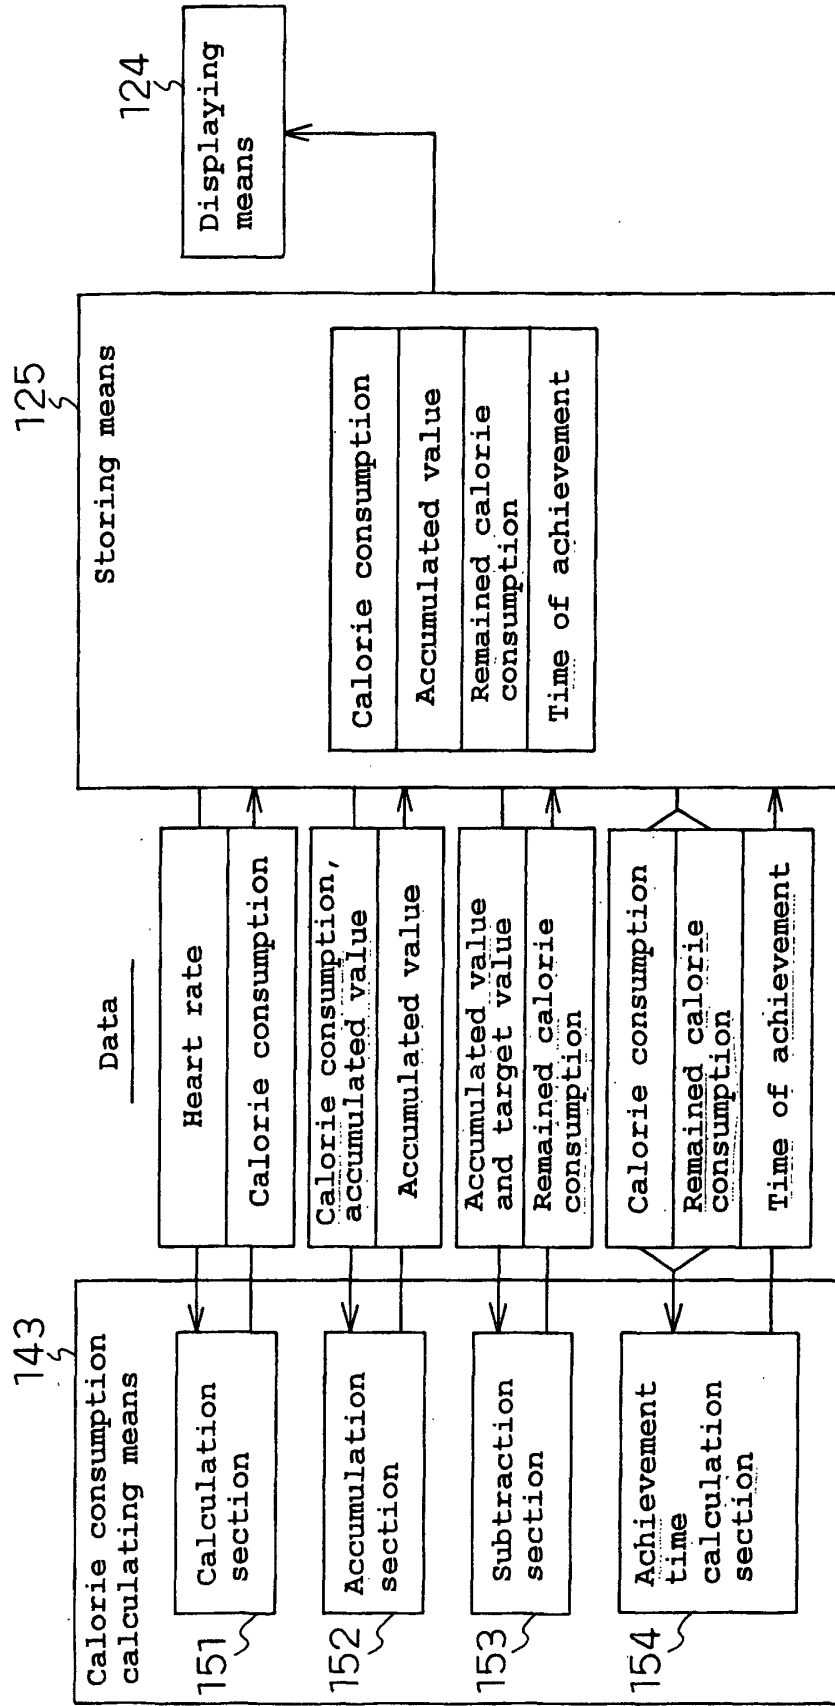 143
Calorie consumption
calculating means
151
Calculation
section
152
Accumulation
section
153
Subtraction
section
154
Achievement
time
calculation
section
Data
Heart rate
Calorie consumption
Calorie consumption,
accumulated value
Accumulated value
Accumulated value
and target value
Remained calorie
consumption
Calorie consumption
Remained calorie
consumption
Time of achievement
125
Storing means
Calorie consumption
Accumulated value
Remained calorie
consumption
Time of achievement
124
Displaying
means